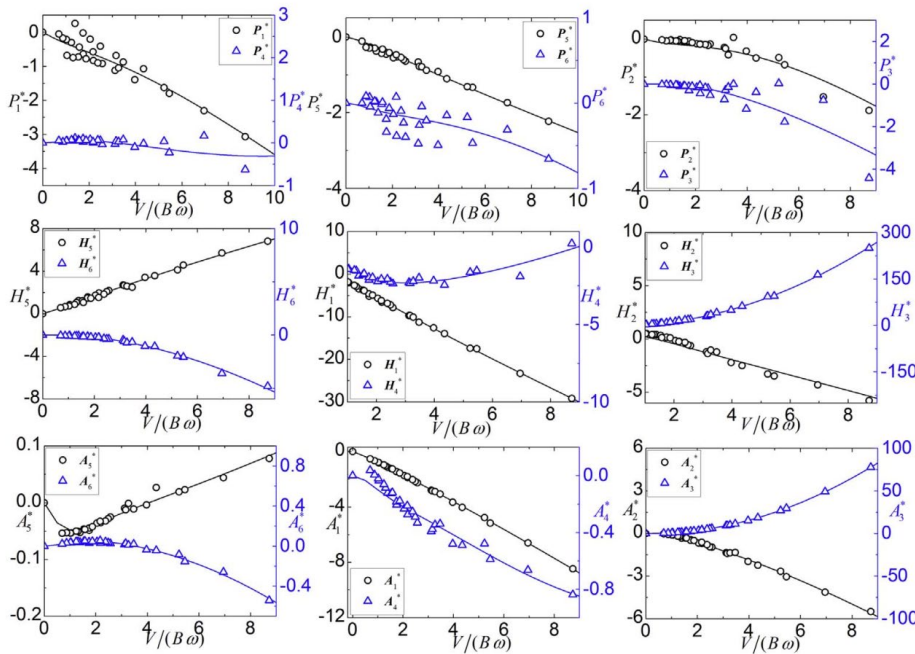 0
-1
P₁*
-3
-4
P₁*
P₄*
3
2
1
P₄*
0
-1
0 2 4 6 8 10
V/(Bω)
0
P₅*
-2
-4
P₅*
P₆*
1
P₆*
0
0 2 4 6 8 10
V/(Bω)
0
P₂*
-2
-4
P₂*
P₃*
2
P₃*
0
-2
-4
0 2 4 6 8
V/(Bω)
8
4
H₅*
0
-4
-8
H₅*
H₆*
10
H₆*
0
0 2 4 6 8
V/(Bω)
10
0
H₁*
-10
-20
-30
H₁*
H₄*
0
H₄*
-5
-10
2 4 6 8
V/(Bω)
10
5
H₂*
0
-5
H₂*
H₃*
300
150
H₃*
0
-150
2 4 6 8
V/(Bω)
0.1
0.0
A₅*
-0.1
-0.2
A₅*
A₆*
0.8
0.4
A₆*
0.0
-0.4
0 2 4 6 8
V/(Bω)
0
-4
A₁*
-8
-12
A₁*
A₄*
0.0
A₄*
-0.4
-0.8
0 2 4 6 8
V/(Bω)
6
3
A₂*
0
-3
-6
A₂*
A₃*
100
50
A₃*
0
-50
-100
0 2 4 6 8
V/(Bω)